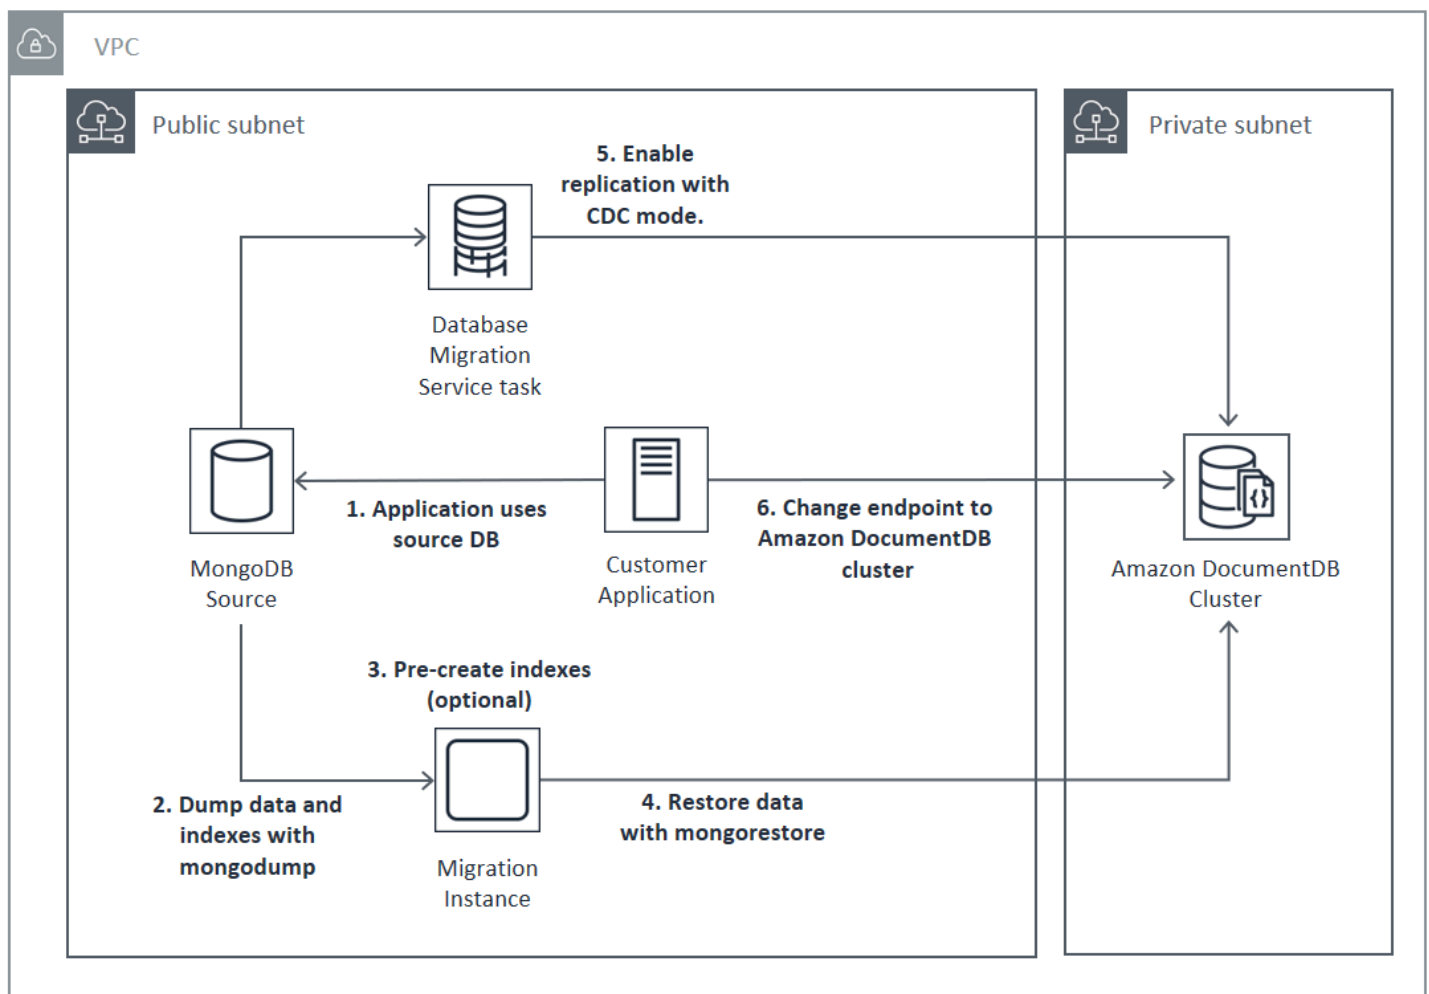 VPC
Public subnet
Private subnet
5. Enable
replication with
CDC mode.
Database
Migration
Service task
1. Application uses
source DB
6. Change endpoint to
Amazon DocumentDB
cluster
MongoDB
Source
Customer
Application
Amazon DocumentDB
Cluster
3. Pre-create indexes
(optional)
2. Dump data and
indexes with
mongodump
4. Restore data
with mongorestore
Migration
Instance